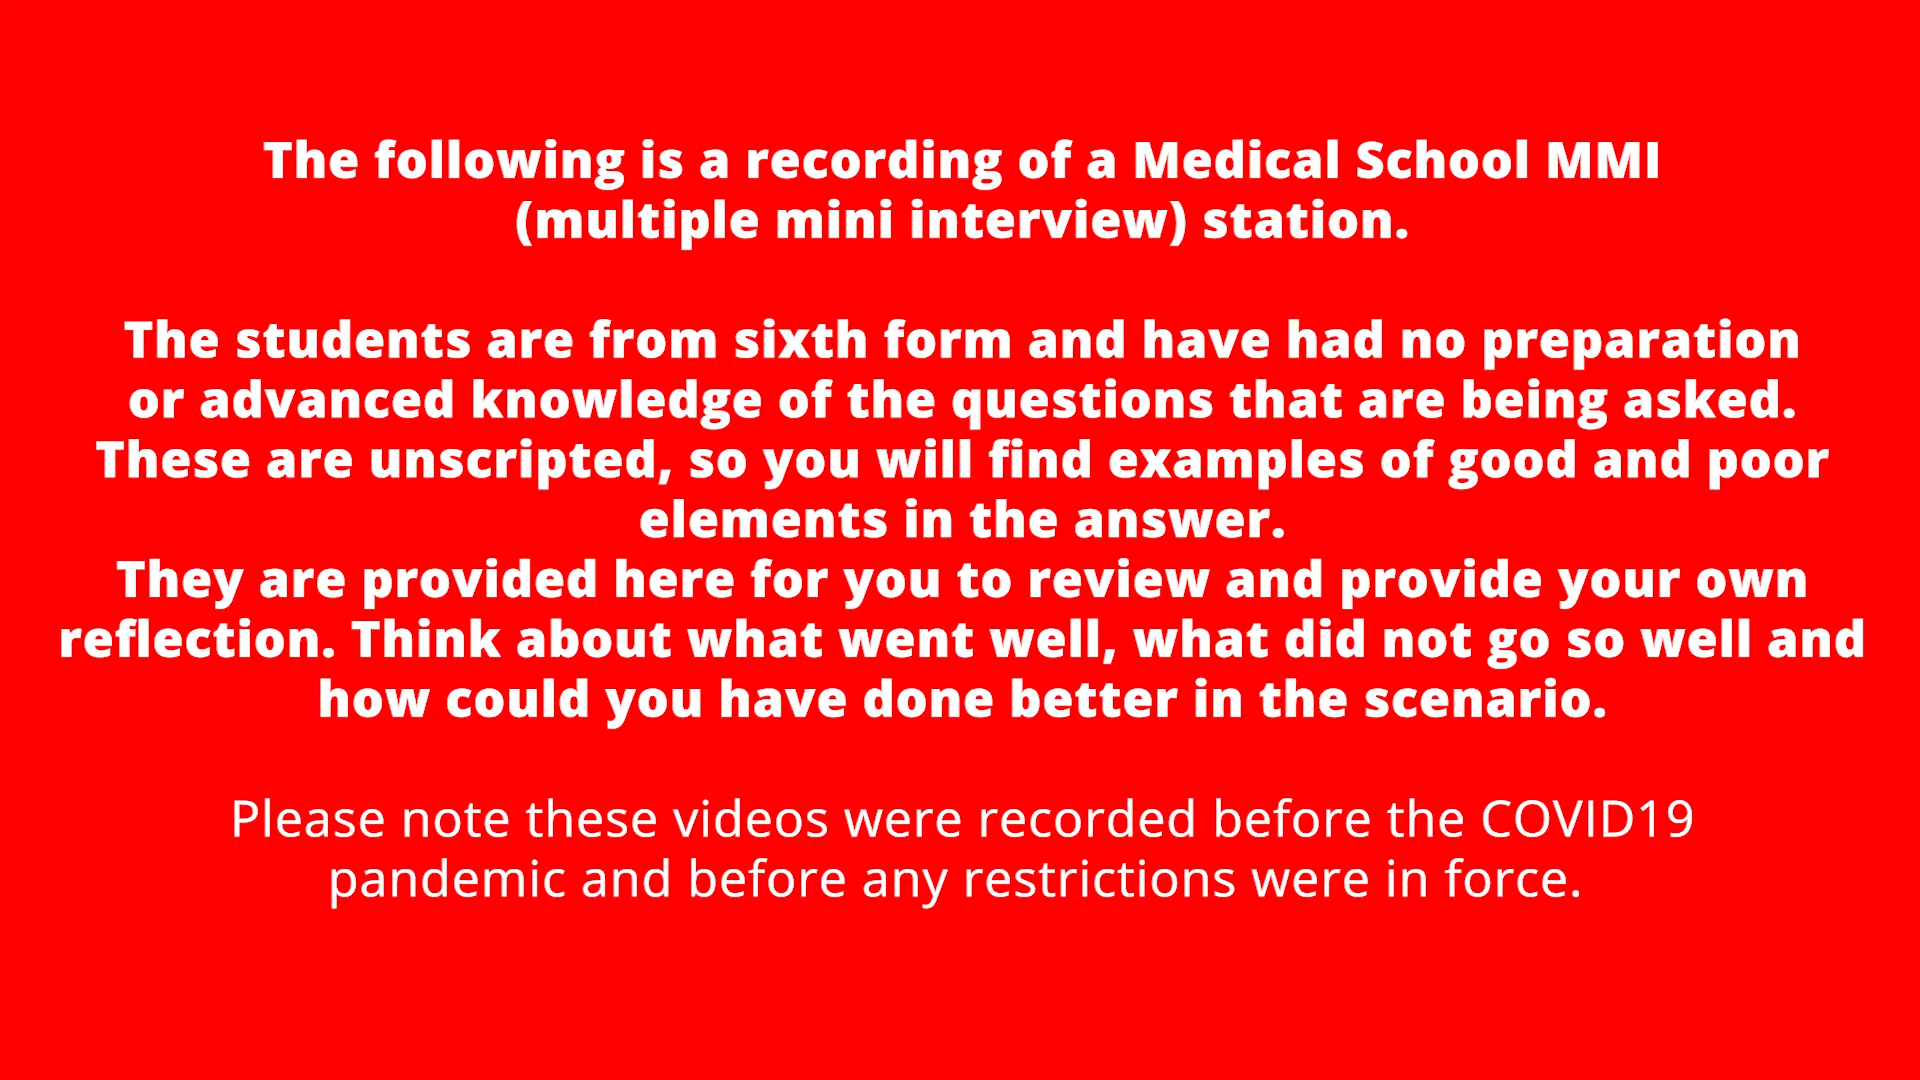 The following is a recording of a Medical School MMI
(multiple mini interview) station.
The students are from sixth form and have had no preparation
or advanced knowledge of the questions that are being asked.
These are unscripted, so you will find examples of good and poor
elements in the answer.
They are provided here for you to review and provide your own
reflection. Think about what went well, what did not go so well and
how could you have done better in the scenario.
Please note these videos were recorded before the COVID19
pandemic and before any restrictions were in force.